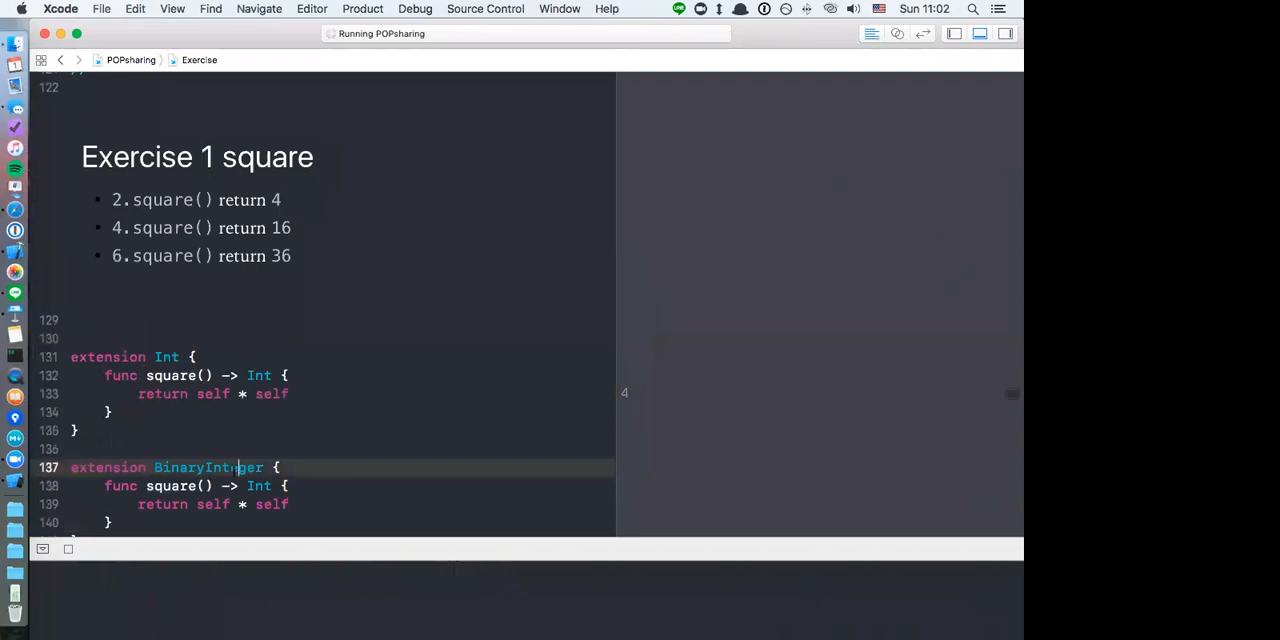 Xcode File Edit View Find Navigate Editor Product Debug Source Control Window Help Sun 11:02
Running POPsharing
POPsharing Exercise
122
Exercise 1 square
• 2.square() return 4
• 4.square() return 16
• 6.square() return 36
129
130
131 extension Int {
132 func square() -> Int {
133 return self * self 4
134 }
135 }
136
137 extension BinaryInteger {
138 func square() -> Int {
139 return self * self
140 }